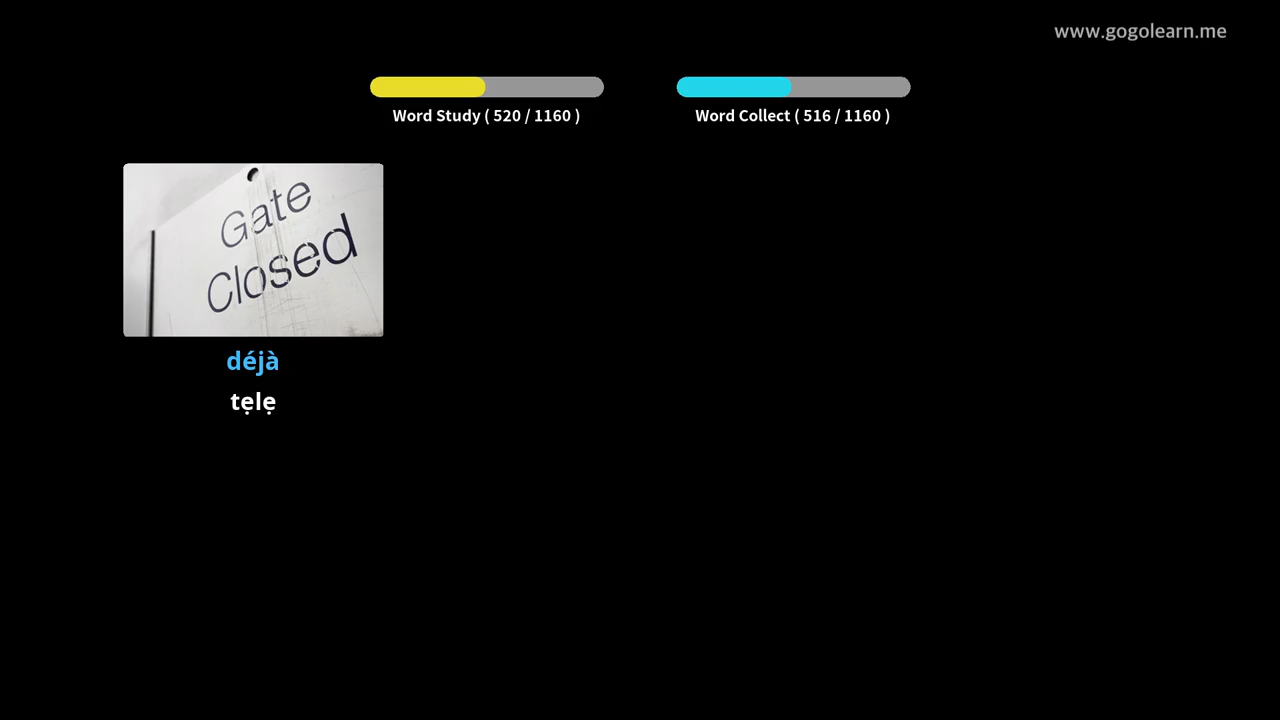 www.gogolearn.me
Word Study ( 520 / 1160 )
Word Collect ( 516 / 1160 )
Gate
Closed
déjà
tẹlẹ